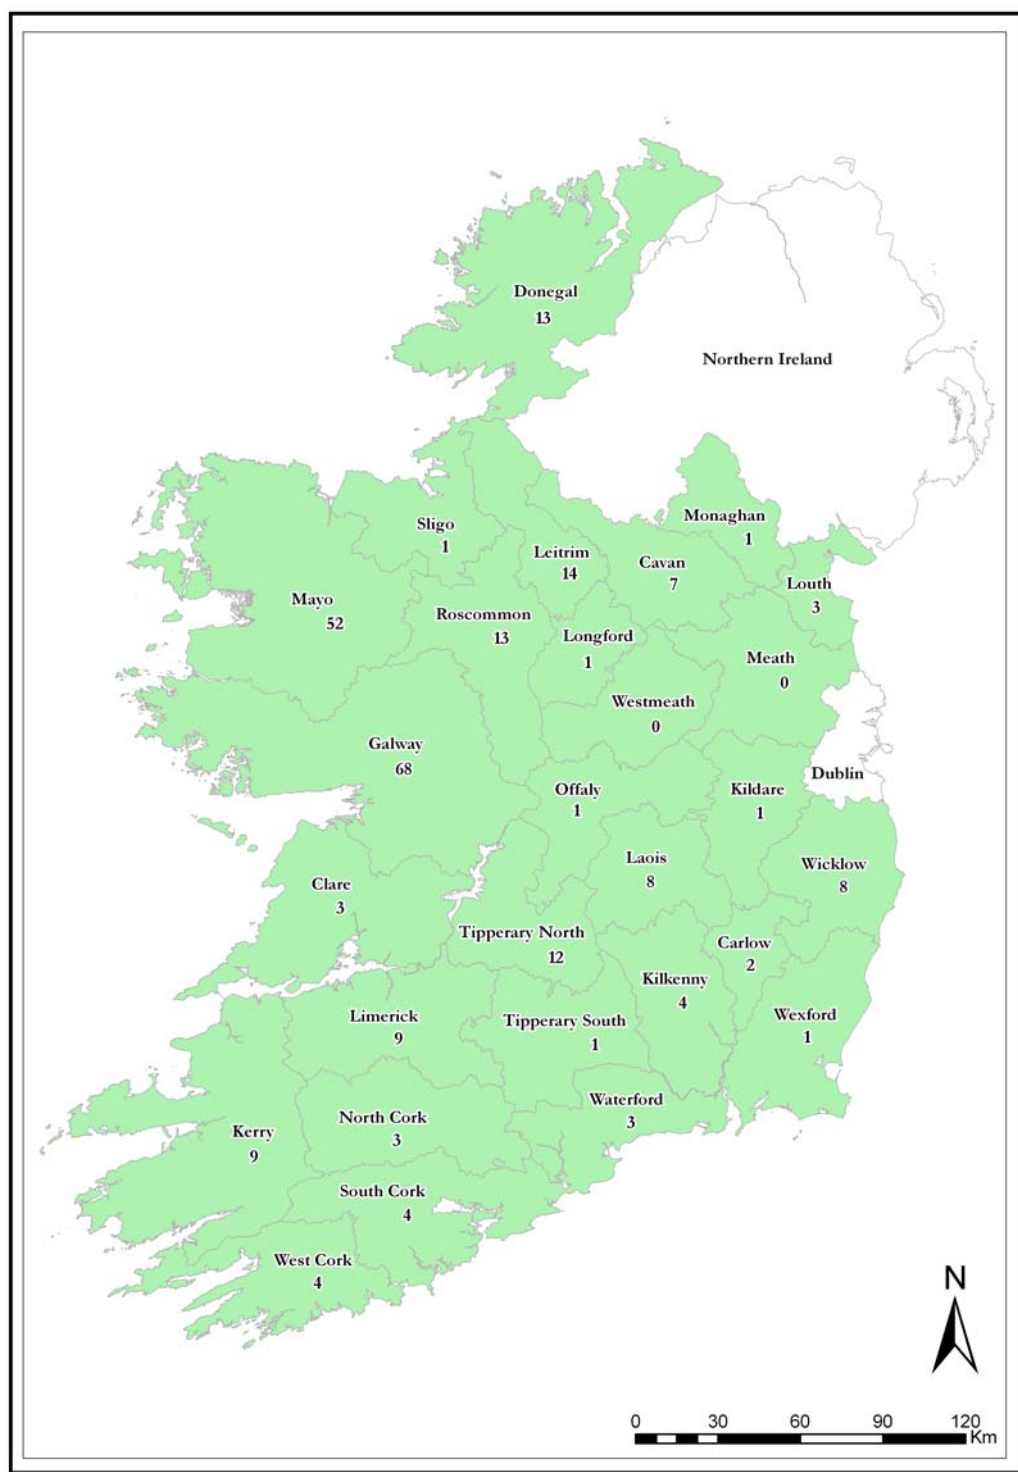 Donegal
13
Northern Ireland
Monaghan
1
Sligo
1
Leitrim
14
Cavan
7
Louth
3
Mayo
52
Roscommon
13
Longford
1
Meath
0
Westmeath
0
Galway
68
Offaly
1
Kildare
1
Dublin
Laois
8
Wicklow
8
Clare
3
Tipperary North
12
Carlow
2
Kilkenny
4
Limerick
9
Tipperary South
1
Wexford
1
Waterford
3
North Cork
3
Kerry
9
South Cork
4
West Cork
4
N
0 30 60 90 120
Km